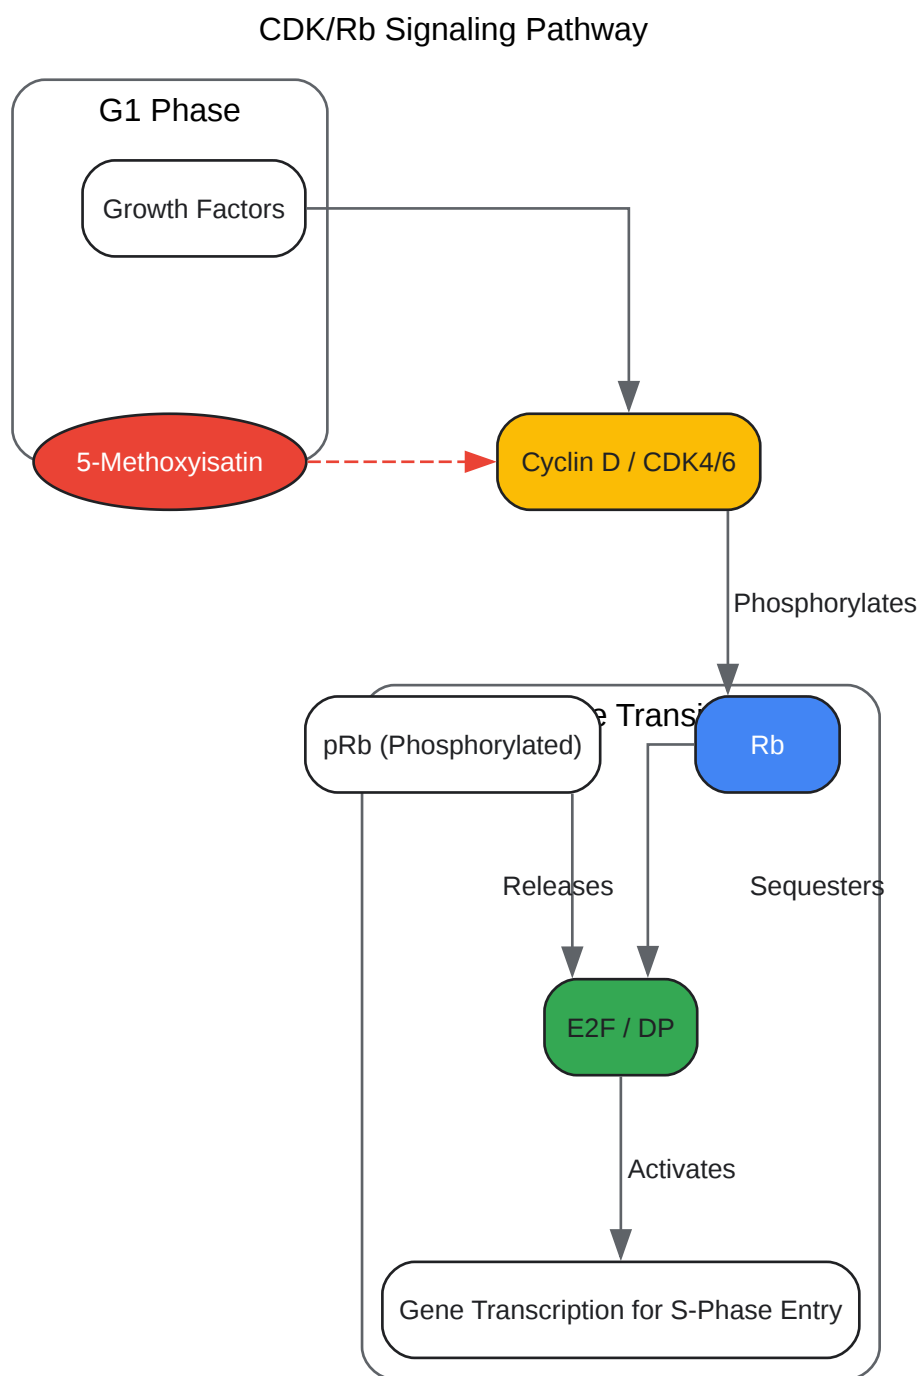 CDK/Rb Signaling Pathway
G1 Phase
Growth Factors
5-Methoxyisatin
Cyclin D / CDK4/6
Phosphorylates
pRb (Phosphorylated)
Rb
Releases
Sequesters
E2F / DP
Activates
Gene Transcription for S-Phase Entry